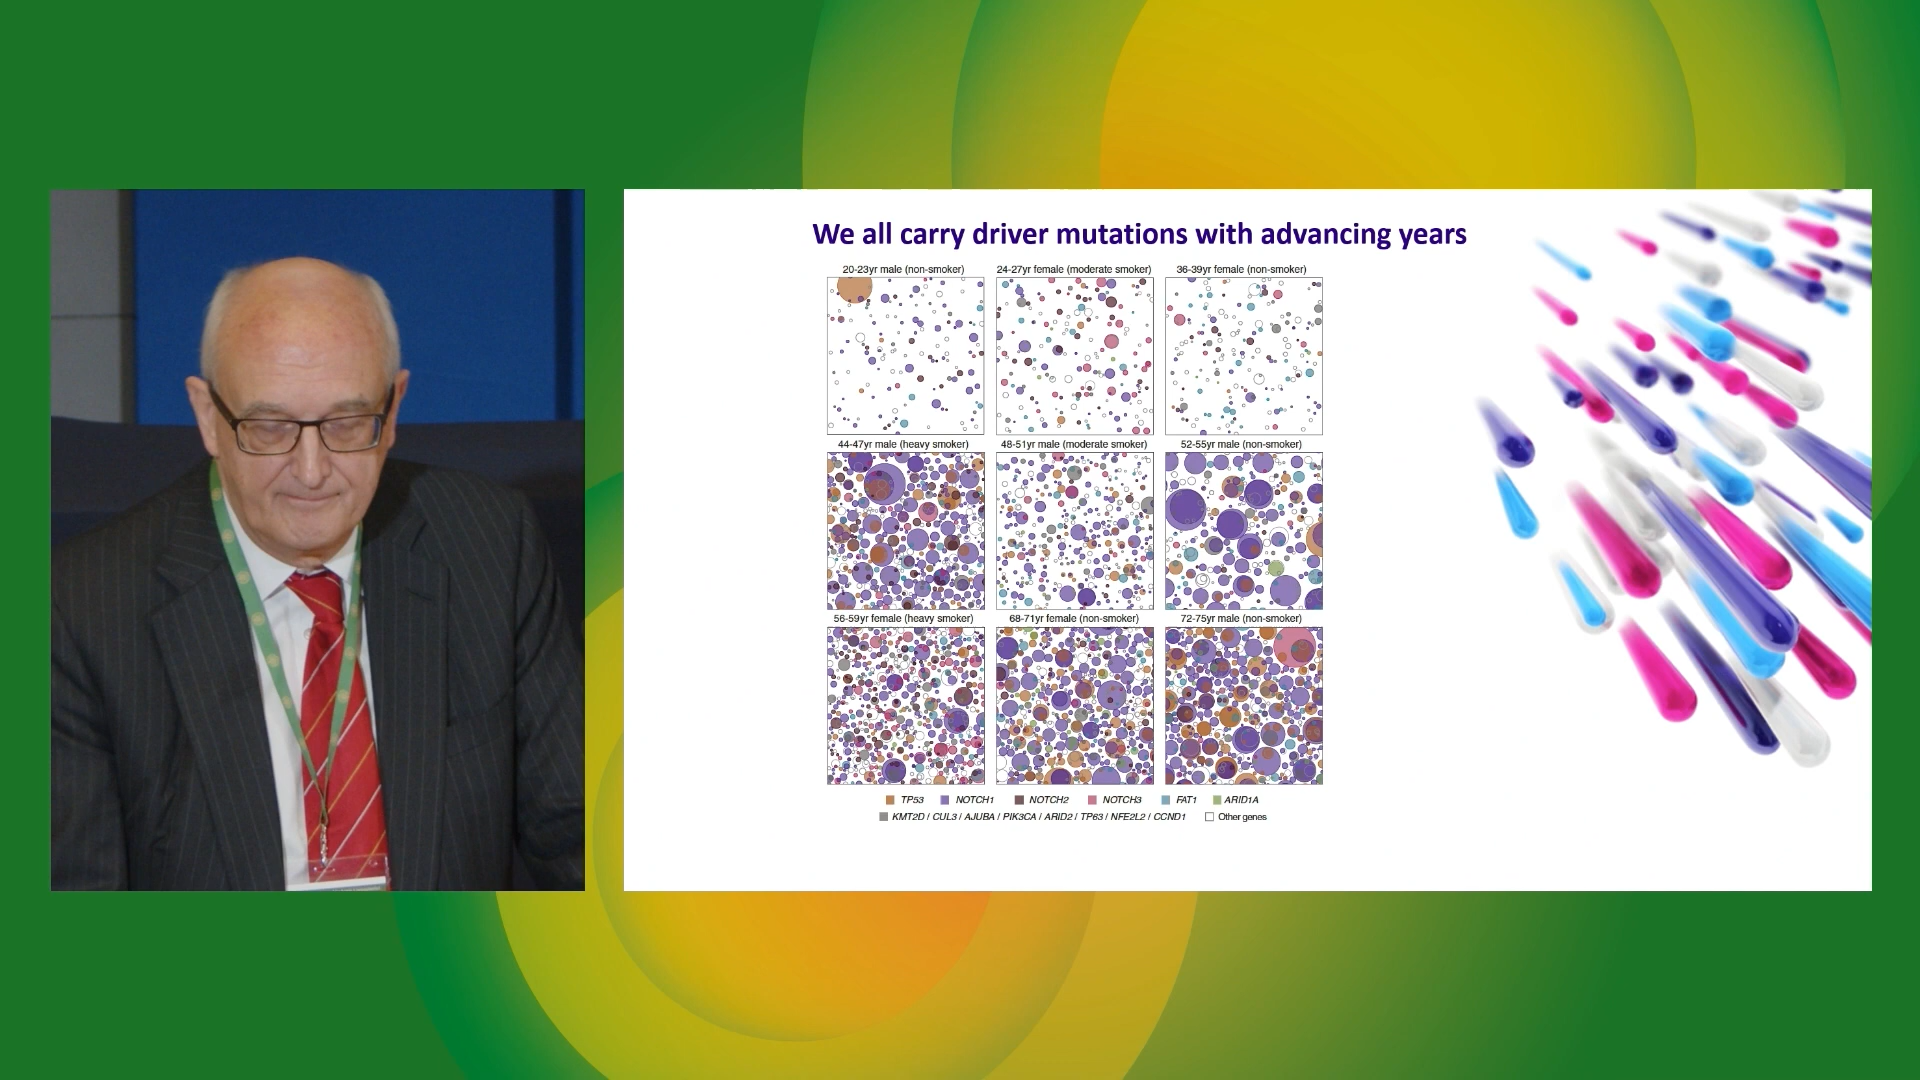 We all carry driver mutations with advancing years
20-23yr male (non-smoker)
24-27yr female (moderate smoker)
36-39yr female (non-smoker)
44-47yr male (heavy smoker)
48-51yr male (moderate smoker)
52-55yr male (non-smoker)
56-59yr female (heavy smoker)
68-71yr female (non-smoker)
72-75yr male (non-smoker)
TP53 NOTCH1 NOTCH2 NOTCH3 FAT1 ARID1A
KMT2D / CUL3 / AJUBA / PIK3CA / ARID2 / TP63 / NFE2L2 / CCND1 Other genes